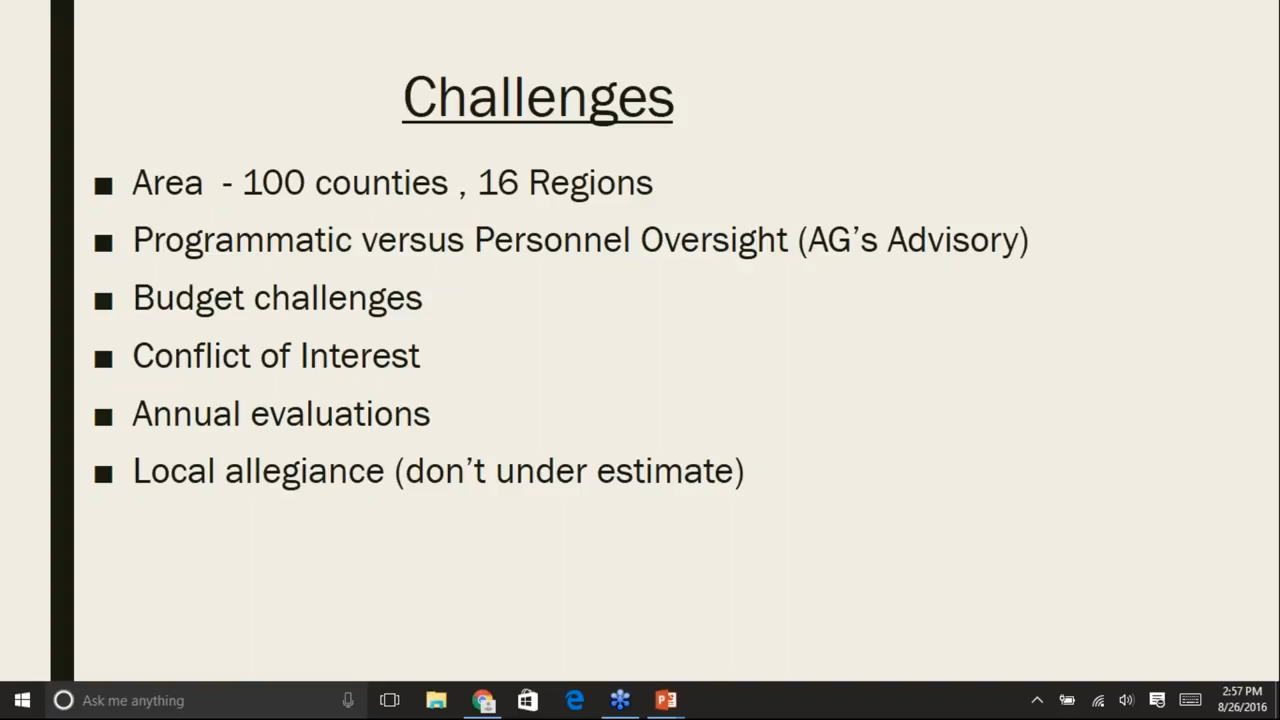 Challenges
■ Area - 100 counties , 16 Regions
■ Programmatic versus Personnel Oversight (AG’s Advisory)
■ Budget challenges
■ Conflict of Interest
■ Annual evaluations
■ Local allegiance (don’t under estimate)
Ask me anything
2:57 PM
8/26/2016